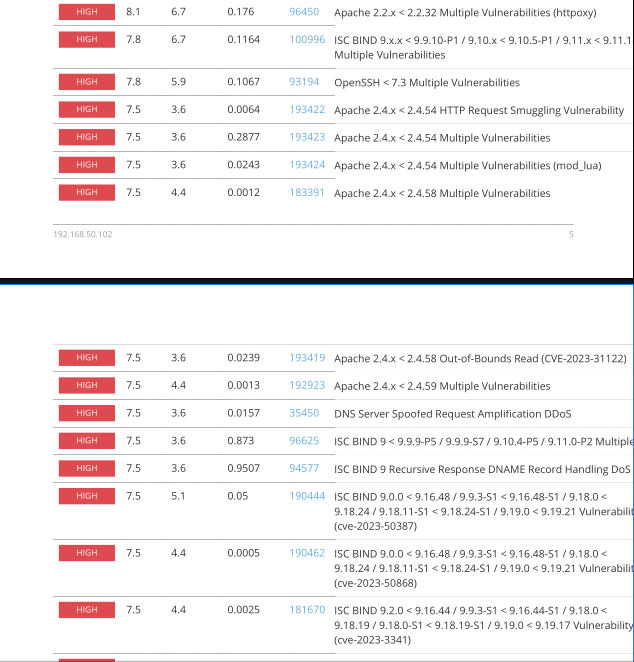 HIGH 8.1 6.7 0.176 96450 Apache 2.2.x < 2.2.32 Multiple Vulnerabilities (httpoxy)
HIGH 7.8 6.7 0.1164 100996 ISC BIND 9.x.x < 9.9.10-P1 / 9.10.x < 9.10.5-P1 / 9.11.x < 9.11.1
Multiple Vulnerabilities
HIGH 7.8 5.9 0.1067 93194 OpenSSH < 7.3 Multiple Vulnerabilities
HIGH 7.5 3.6 0.0064 193422 Apache 2.4.x < 2.4.54 HTTP Request Smuggling Vulnerability
HIGH 7.5 3.6 0.2877 193423 Apache 2.4.x < 2.4.54 Multiple Vulnerabilities
HIGH 7.5 3.6 0.0243 193424 Apache 2.4.x < 2.4.54 Multiple Vulnerabilities (mod_lua)
HIGH 7.5 4.4 0.0012 183391 Apache 2.4.x < 2.4.58 Multiple Vulnerabilities
192.168.50.102 5
HIGH 7.5 3.6 0.0239 193419 Apache 2.4.x < 2.4.58 Out-of-Bounds Read (CVE-2023-31122)
HIGH 7.5 4.4 0.0013 192923 Apache 2.4.x < 2.4.59 Multiple Vulnerabilities
HIGH 7.5 3.6 0.0157 35450 DNS Server Spoofed Request Amplification DDoS
HIGH 7.5 3.6 0.873 96625 ISC BIND 9 < 9.9.9-P5 / 9.9.9-S7 / 9.10.4-P5 / 9.11.0-P2 Multiple
HIGH 7.5 3.6 0.9507 94577 ISC BIND 9 Recursive Response DNAME Record Handling DoS
HIGH 7.5 5.1 0.05 190444 ISC BIND 9.0.0 < 9.16.48 / 9.9.3-S1 < 9.16.48-S1 / 9.18.0 <
9.18.24 / 9.18.11-S1 < 9.18.24-S1 / 9.19.0 < 9.19.21 Vulnerabilit
(cve-2023-50387)
HIGH 7.5 4.4 0.0005 190462 ISC BIND 9.0.0 < 9.16.48 / 9.9.3-S1 < 9.16.48-S1 / 9.18.0 <
9.18.24 / 9.18.11-S1 < 9.18.24-S1 / 9.19.0 < 9.19.21 Vulnerabilit
(cve-2023-50868)
HIGH 7.5 4.4 0.0025 181670 ISC BIND 9.2.0 < 9.16.44 / 9.9.3-S1 < 9.16.44-S1 / 9.18.0 <
9.18.19 / 9.18.0-S1 < 9.18.19-S1 / 9.19.0 < 9.19.17 Vulnerability
(cve-2023-3341)